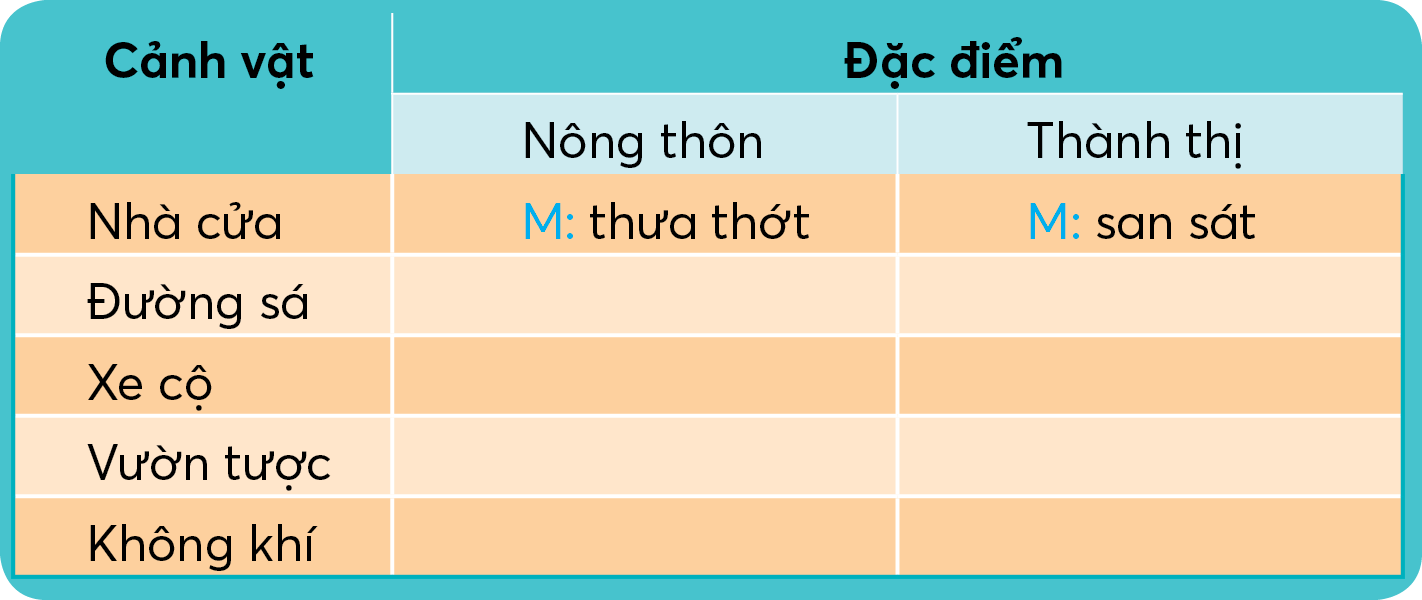 Cảnh vật
Đặc điểm
Nông thôn
Thành thị
Nhà cửa
M: thưa thớt
M: san sát
Đường sá
Xe cộ
Vườn tược
Không khí